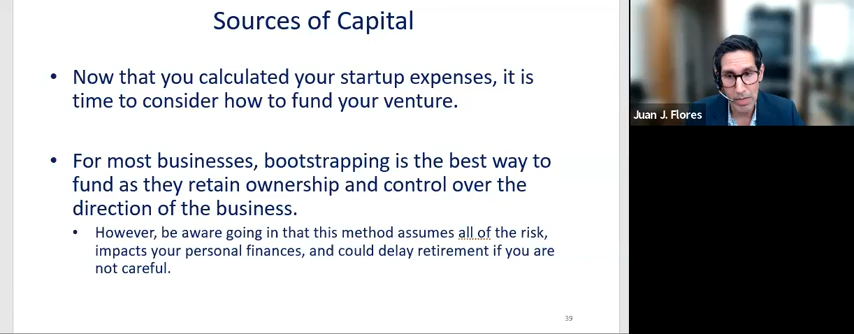 Sources of Capital
• Now that you calculated your startup expenses, it is
time to consider how to fund your venture.
• For most businesses, bootstrapping is the best way to
fund as they retain ownership and control over the
direction of the business.
• However, be aware going in that this method assumes all of the risk,
impacts your personal finances, and could delay retirement if you are
not careful.
39
Juan J. Flores